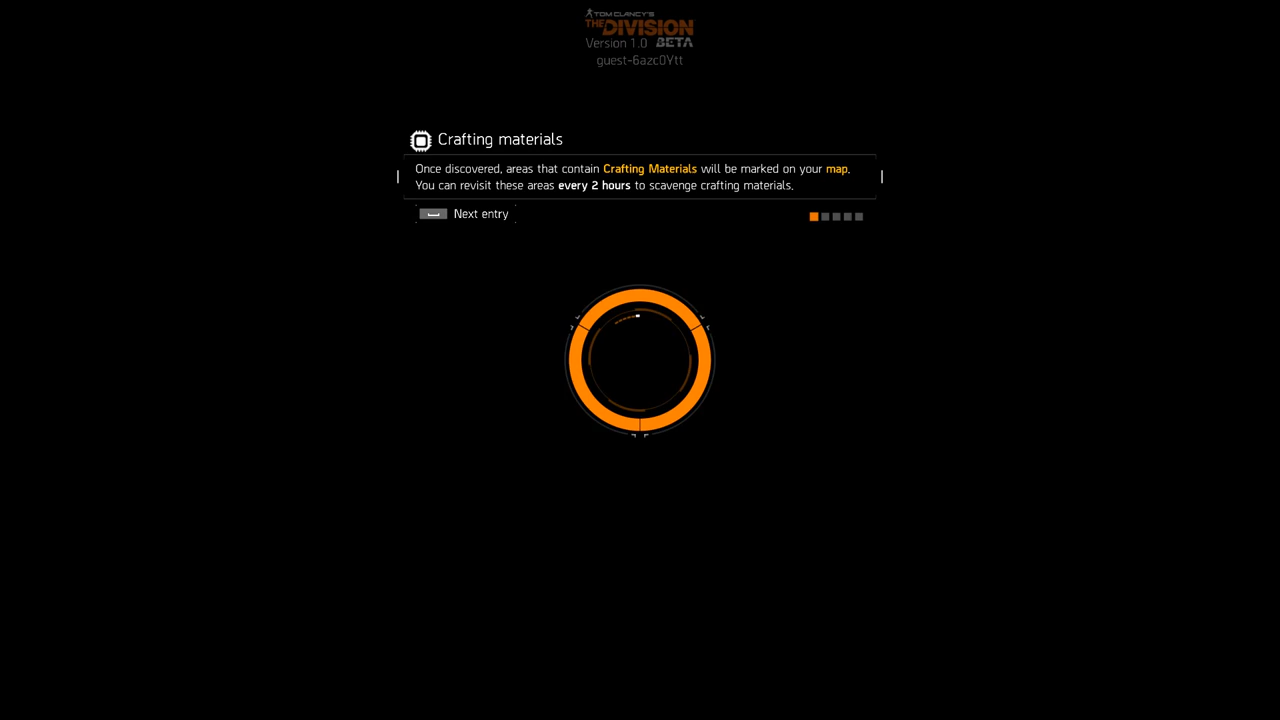 TOM CLANCY'S
THE DIVISION
Version 1.0 BETA
guest-6azc0Ytt
Crafting materials
Once discovered, areas that contain Crafting Materials will be marked on your map.
You can revisit these areas every 2 hours to scavenge crafting materials.
Next entry